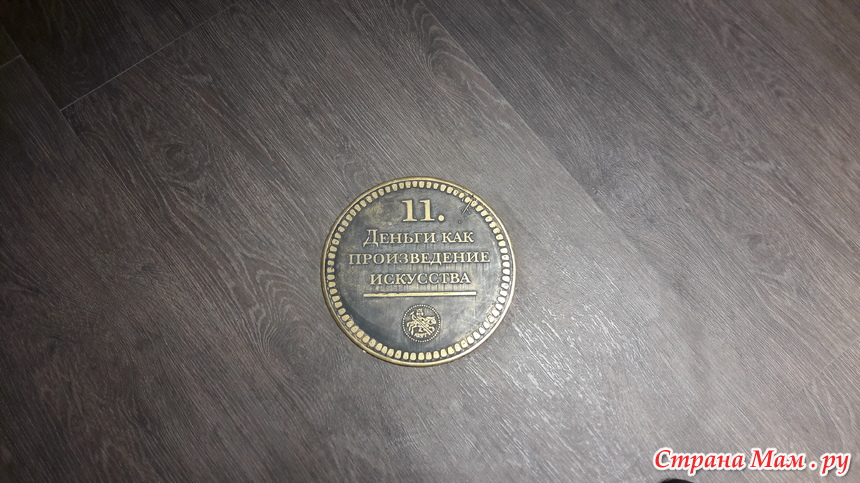 11.
Деньги как
произведение
искусства
Страна Мам.ру